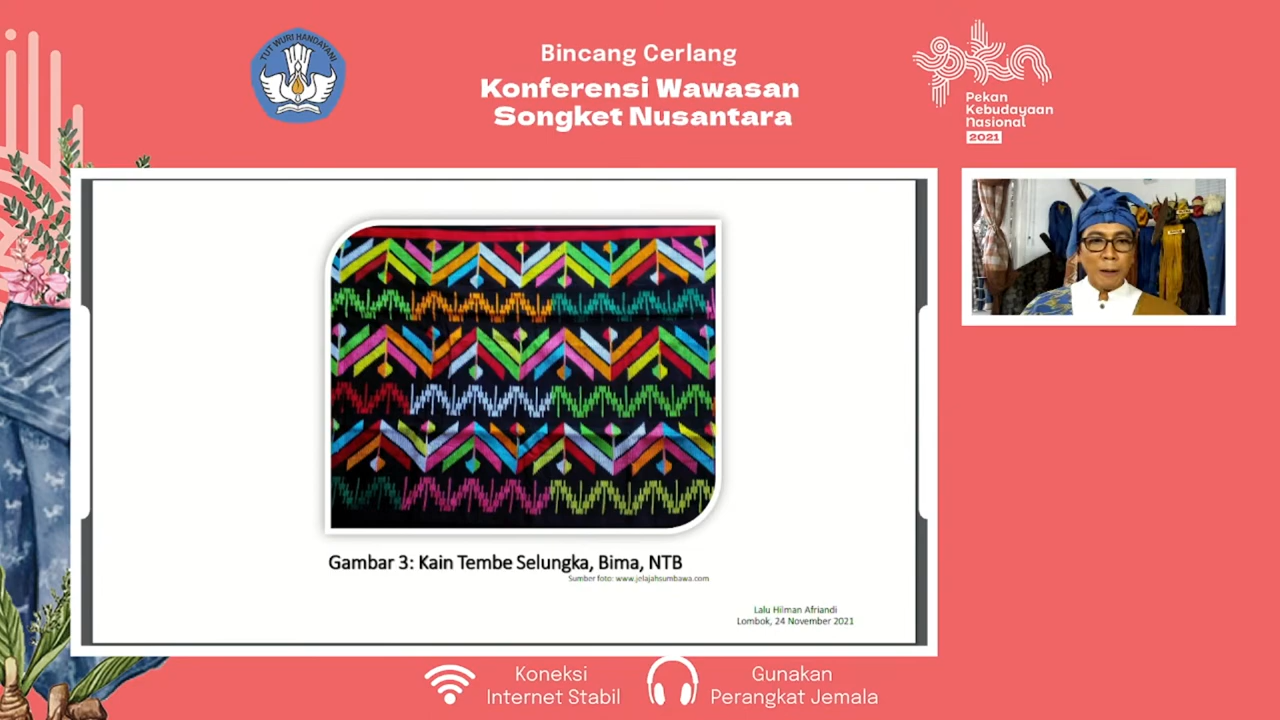 TUT WURI HANDAYANI
Bincang Cerlang
Konferensi Wawasan
Songket Nusantara
pkn
Pekan
Kebudayaan
Nasional
2021
Gambar 3: Kain Tembe Selungka, Bima, NTB
Sumber foto: www.jelajahsumbawa.com
Lalu Hilman Afriandi
Lombok, 24 November 2021
Koneksi
Internet Stabil
Gunakan
Perangkat Jemala